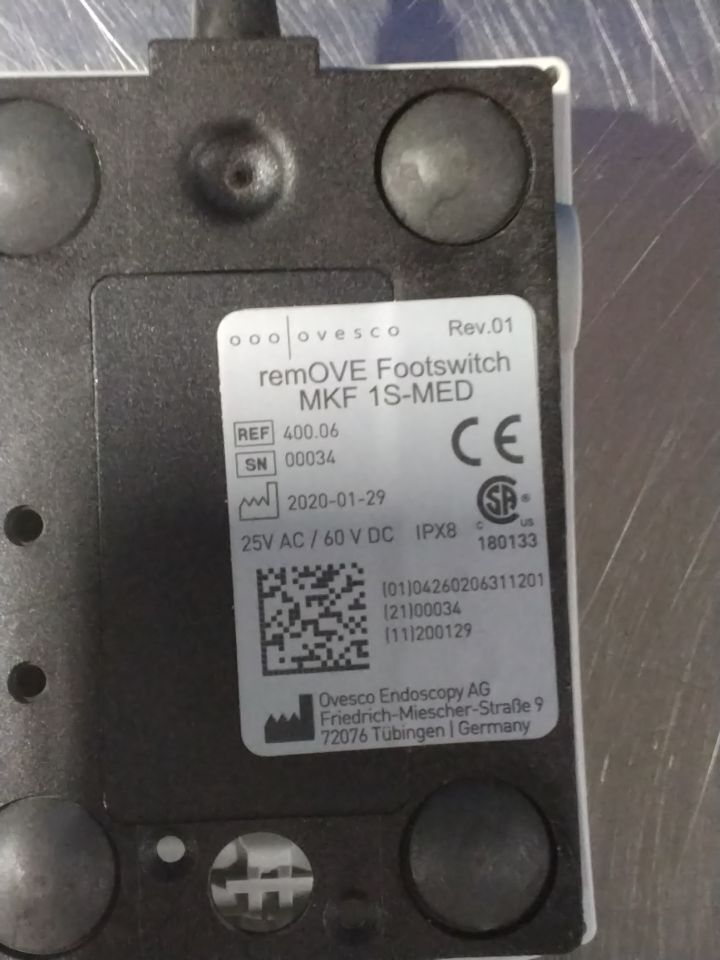 ooo|ovesco Rev.01
remOVE Footswitch
MKF 1S-MED
REF 400.06
SN 00034
2020-01-29
CE
SA ®
C US
25V AC / 60 V DC IPX8 180133
(01)04260206311201
(21)00034
(11)200129
Ovesco Endoscopy AG
Friedrich-Miescher-Straße 9
72076 Tübingen | Germany